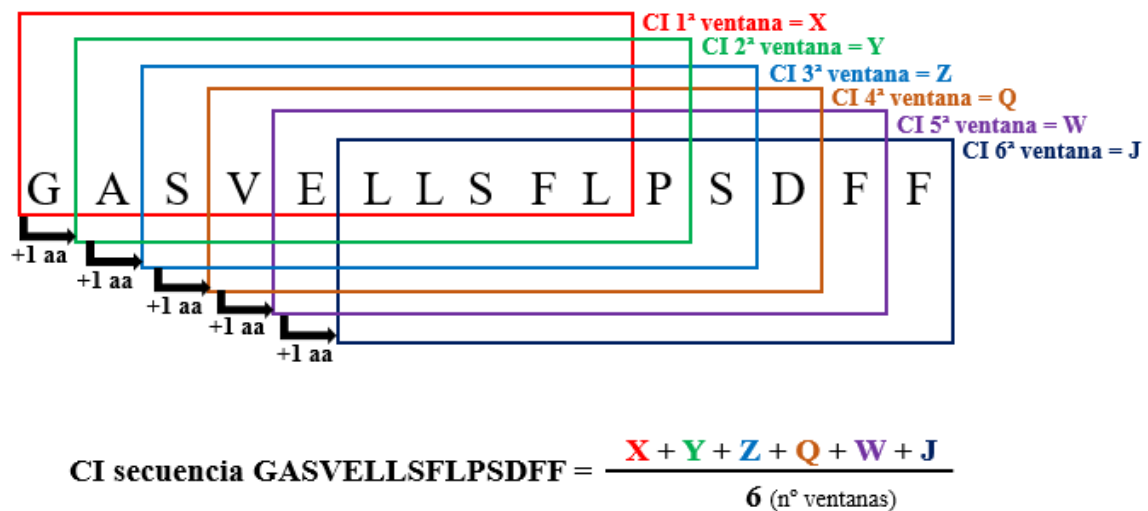 CI 1ª ventana = X
CI 2ª ventana = Y
CI 3ª ventana = Z
CI 4ª ventana = Q
CI 5ª ventana = W
CI 6ª ventana = J
G A S V E L L S F L P S D F F
+1 aa
+1 aa
+1 aa
+1 aa
+1 aa
X + Y + Z + Q + W + J
CI secuencia GASVELLSFLPSDFF =
6 (nº ventanas)